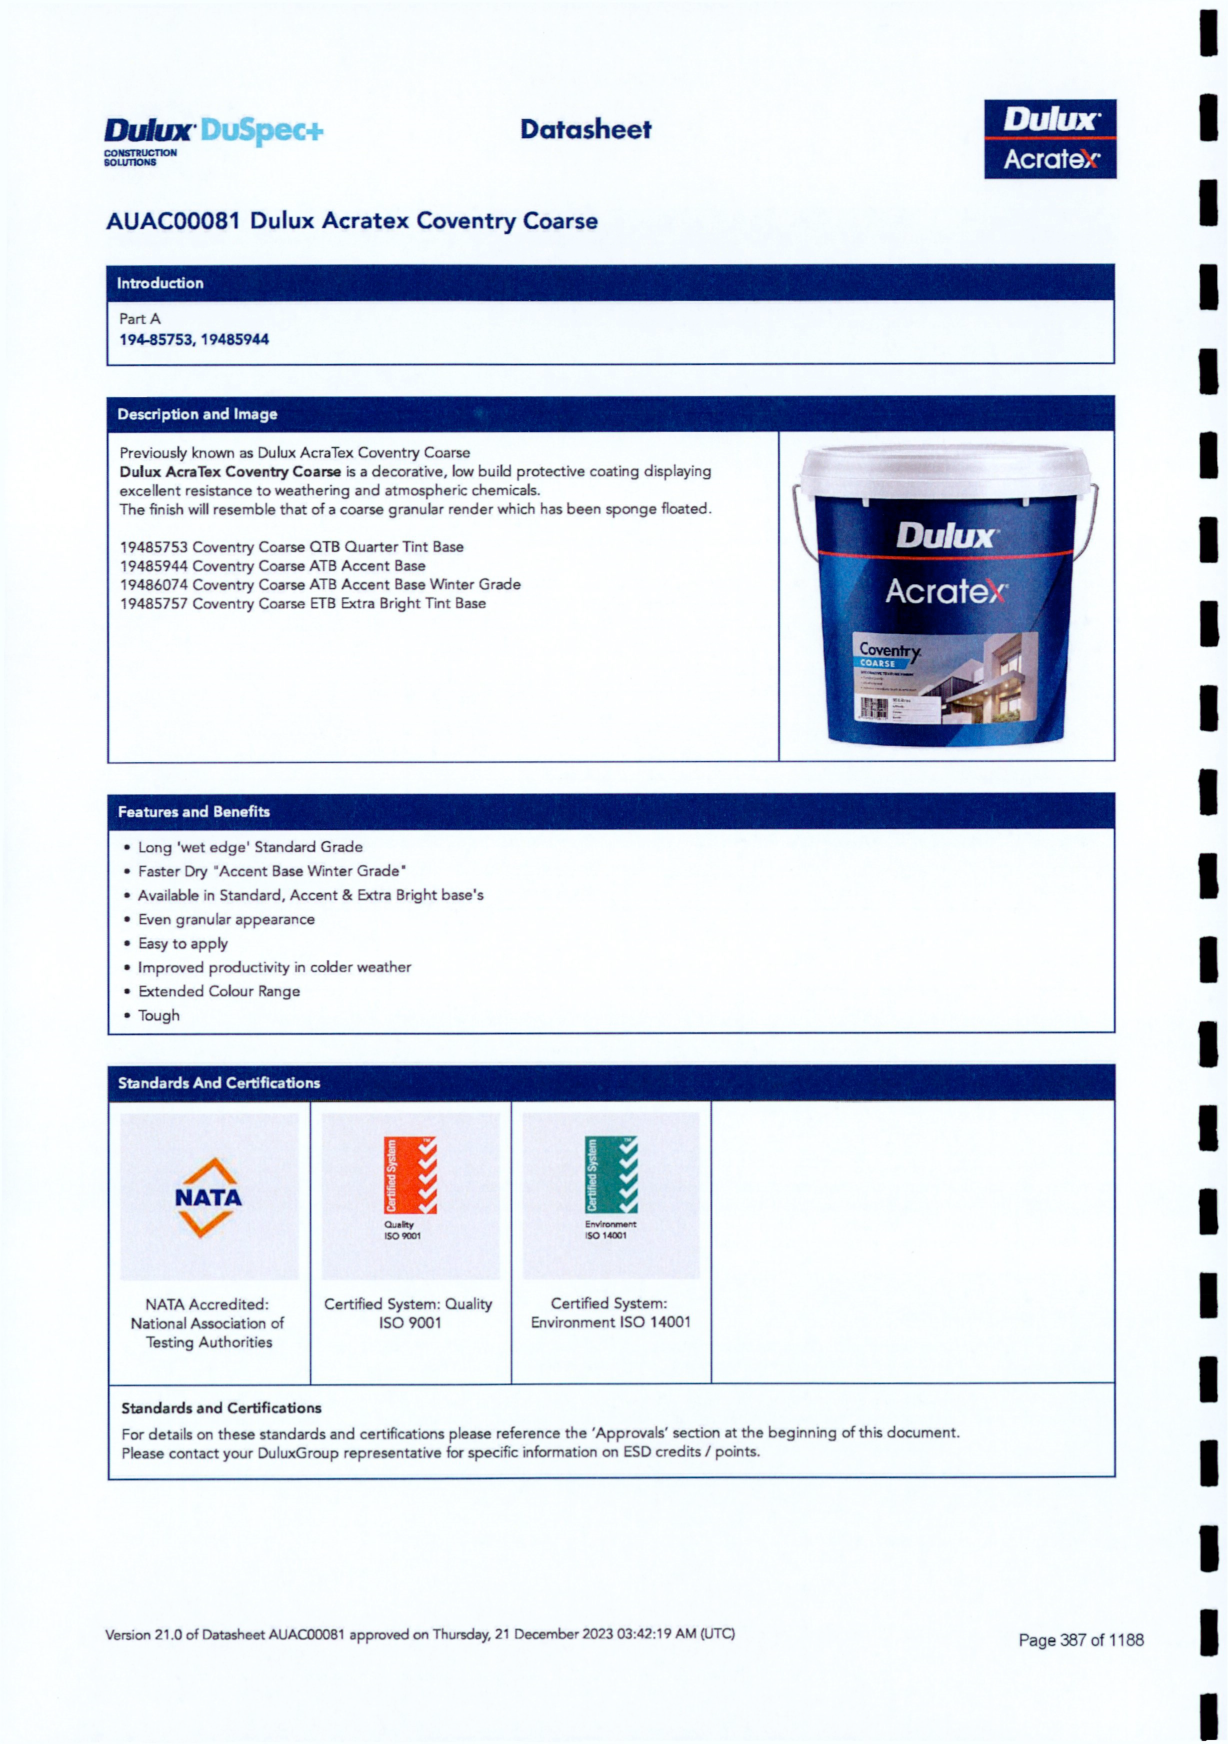 Dulux DuSpec+
CONSTRUCTION
SOLUTIONS
Datasheet
Dulux
Acratex
AUAC00081 Dulux Acratex Coventry Coarse
Introduction
Part A
194-85753, 19485944
Description and Image
Previously known as Dulux AcraTex Coventry Coarse
Dulux AcraTex Coventry Coarse is a decorative, low build protective coating displaying
excellent resistance to weathering and atmospheric chemicals.
The finish will resemble that of a coarse granular render which has been sponge floated.
19485753 Coventry Coarse QTB Quarter Tint Base
19485944 Coventry Coarse ATB Accent Base
19486074 Coventry Coarse ATB Accent Base Winter Grade
19485757 Coventry Coarse ETB Extra Bright Tint Base
Dulux
Acratex
Coventry
COARSE
Features and Benefits
• Long 'wet edge' Standard Grade
• Faster Dry "Accent Base Winter Grade"
• Available in Standard, Accent & Extra Bright base's
• Even granular appearance
• Easy to apply
• Improved productivity in colder weather
• Extended Colour Range
• Tough
Standards And Certifications
NATA
Certified System TM
Quality
ISO 9001
Certified System TM
Environment
ISO 14001
NATA Accredited:
National Association of
Testing Authorities
Certified System: Quality
ISO 9001
Certified System:
Environment ISO 14001
Standards and Certifications
For details on these standards and certifications please reference the 'Approvals' section at the beginning of this document.
Please contact your DuluxGroup representative for specific information on ESD credits / points.
Version 21.0 of Datasheet AUAC00081 approved on Thursday, 21 December 2023 03:42:19 AM (UTC)
Page 387 of 1188